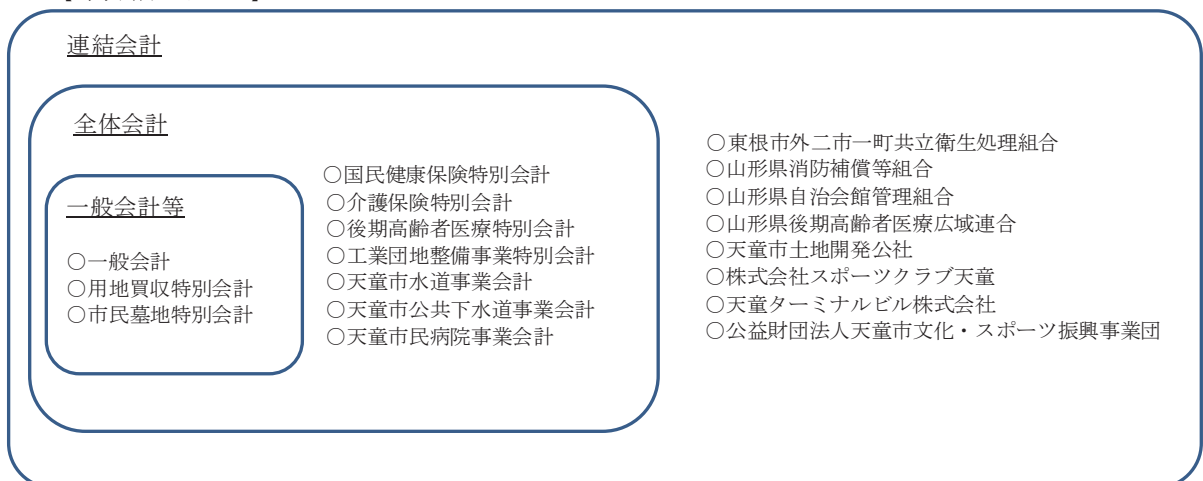 連結会計
全体会計
一般会計等
○一般会計
○用地買収特別会計
○市民墓地特別会計
○国民健康保険特別会計
○介護保険特別会計
○後期高齢者医療特別会計
○工業団地整備事業特別会計
○天童市水道事業会計
○天童市公共下水道事業会計
○天童市民病院事業会計
○東根市外二市一町共立衛生処理組合
○山形県消防補償等組合
○山形県自治会館管理組合
○山形県後期高齢者医療広域連合
○天童市土地開発公社
○株式会社スポーツクラブ天童
○天童ターミナルビル株式会社
○公益財団法人天童市文化・スポーツ振興事業団